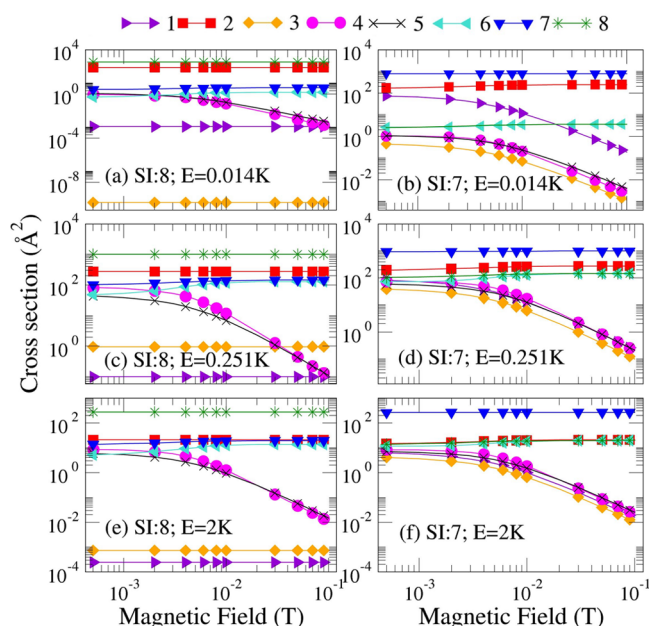 1 2 3 4 5 6 7 8
10^4
10^0
10^-4
10^-8
(a) SI:8; E=0.014K
10^4
10^2
10^0
10^-2
10^-4
(b) SI:7; E=0.014K
Cross section (Å^2)
10^4
10^2
10^0
(c) SI:8; E=0.251K
10^4
10^2
10^0
(d) SI:7; E=0.251K
10^2
10^0
10^-2
10^-4
(e) SI:8; E=2K
10^2
10^0
10^-2
10^-4
(f) SI:7; E=2K
10^-3 10^-2 10^-1
10^-3 10^-2 10^-1
Magnetic Field (T) Magnetic Field (T)